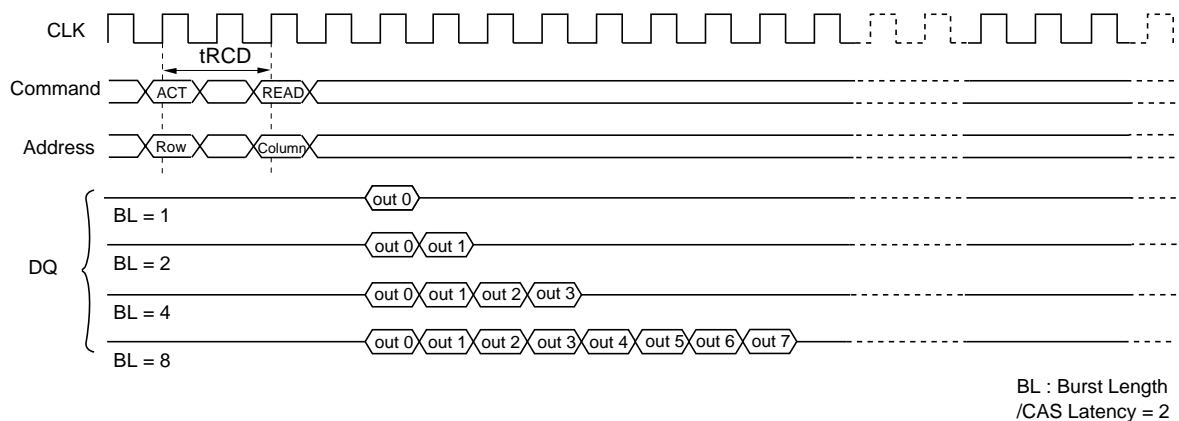 CLK
tRCD
Command ACT READ
Address Row Column
out 0
BL = 1
out 0 out 1
BL = 2
DQ
out 0 out 1 out 2 out 3
BL = 4
out 0 out 1 out 2 out 3 out 4 out 5 out 6 out 7
BL = 8
BL : Burst Length
/CAS Latency = 2